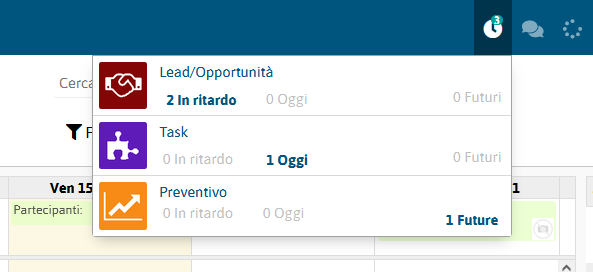 3
Cerca
Lead/Opportunità
2 In ritardo 0 Oggi 0 Futuri
F
Task
0 In ritardo 1 Oggi 0 Futuri
Ven 15
Preventivo
1
Partecipanti:
0 In ritardo 0 Oggi
1 Future